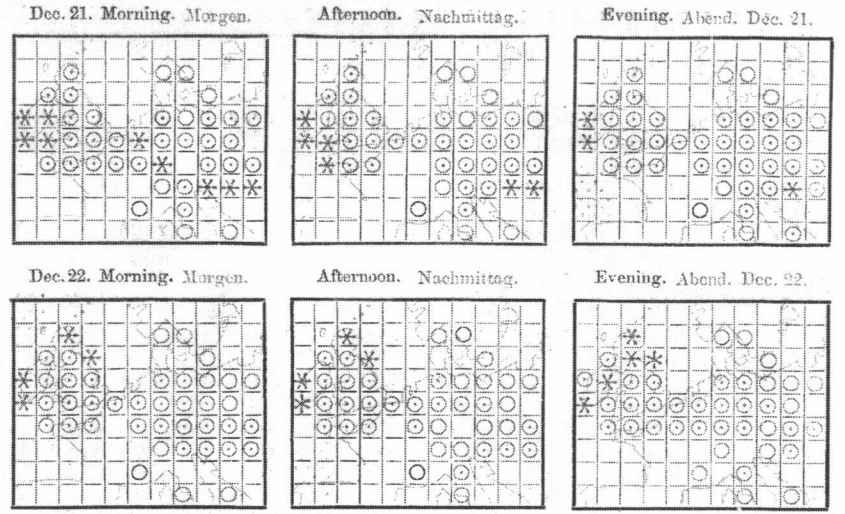 Dec. 21. Morning. Morgen. Afternoon. Nachmittag. Evening. Abend. Dec. 21.
Dec. 22. Morning. Morgen. Afternoon. Nachmittag. Evening. Abend. Dec. 22.